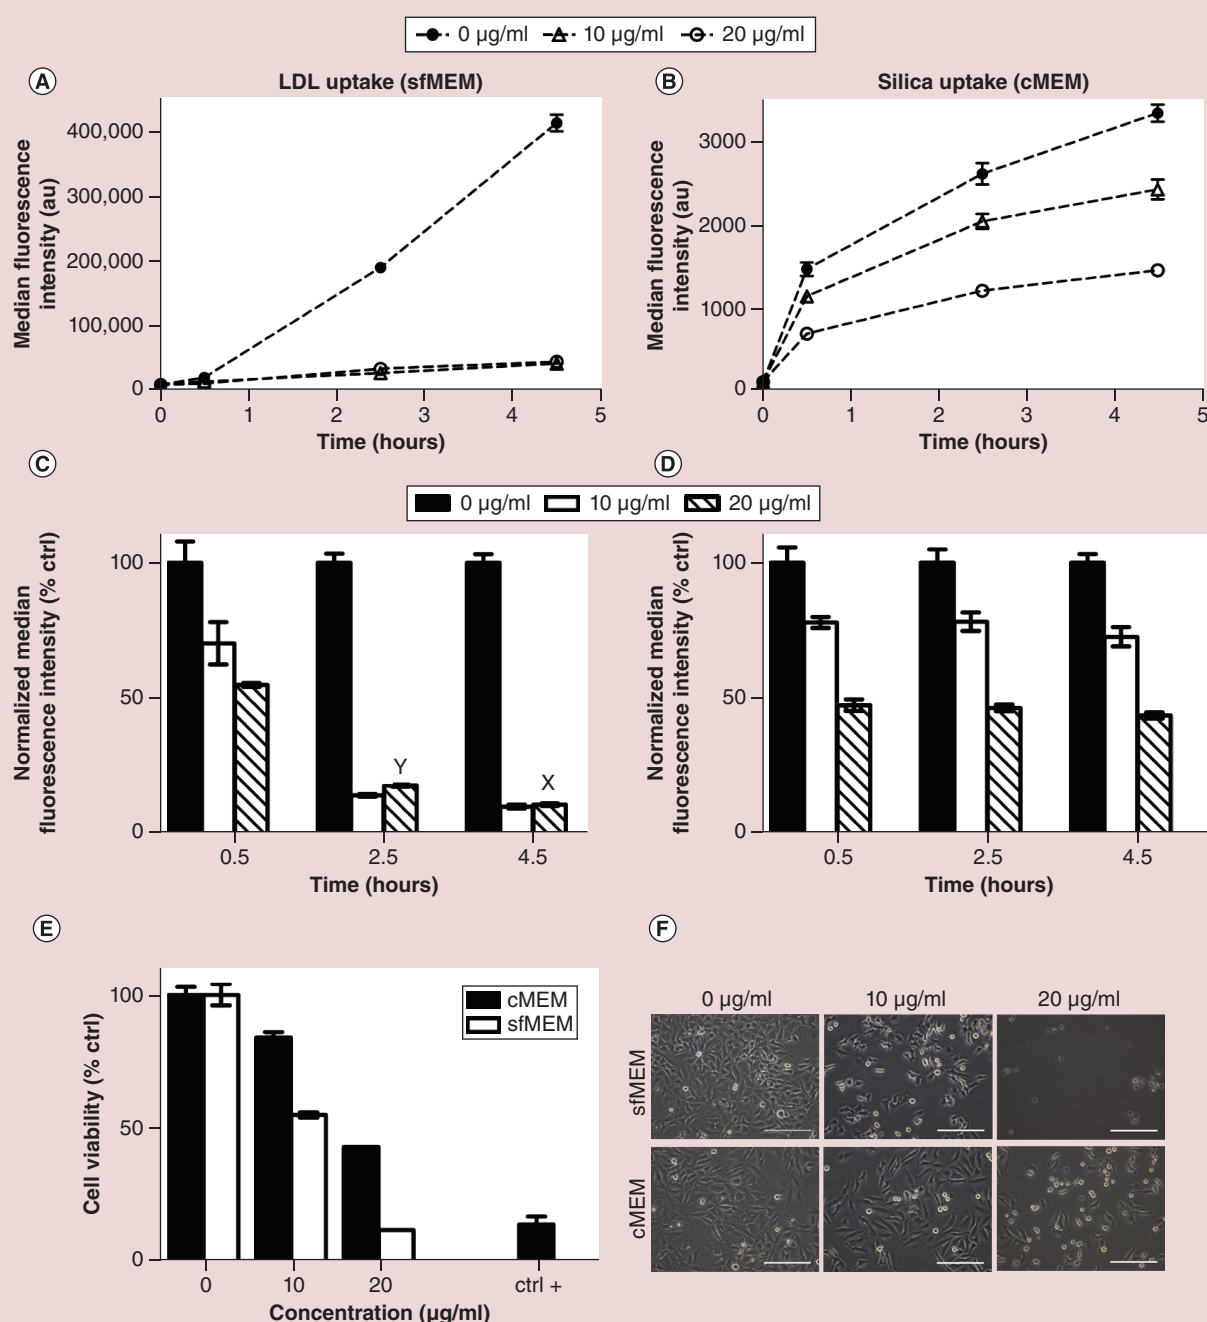 0 µg/ml 10 µg/ml 20 µg/ml
A LDL uptake (sfMEM)
Median fluorescence
intensity (au)
400,000
300,000
200,000
100,000
0
0 1 2 3 4 5
Time (hours)
B Silica uptake (cMEM)
Median fluorescence
intensity (au)
3000
2000
1000
0
0 1 2 3 4 5
Time (hours)
C D
0 µg/ml 10 µg/ml 20 µg/ml
Normalized median
fluorescence intensity (% ctrl)
100
50
0
Y
X
0.5 2.5 4.5
Time (hours)
Normalized median
fluorescence intensity (% ctrl)
100
50
0
0.5 2.5 4.5
Time (hours)
E
Cell viability (% ctrl)
100
50
0
cMEM
sfMEM
0 10 20 ctrl +
Concentration (µg/ml)
F
0 µg/ml 10 µg/ml 20 µg/ml
sfMEM
cMEM